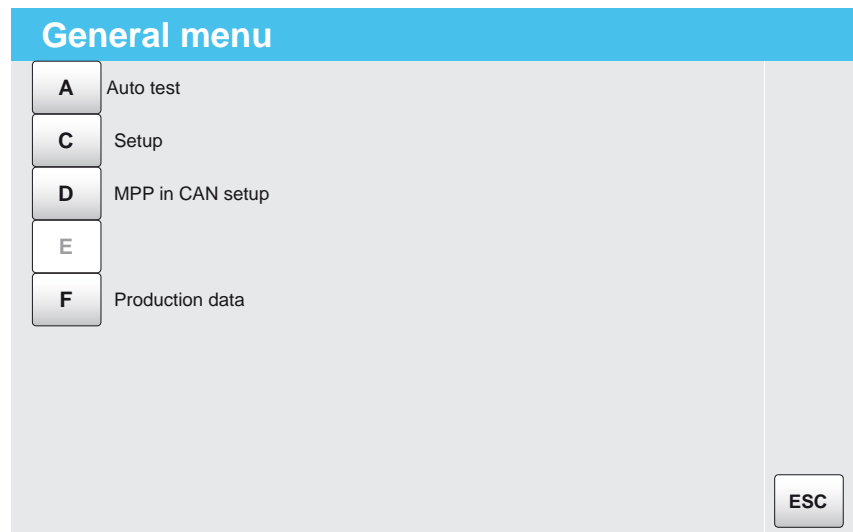 General menu
A Auto test
C Setup
D MPP in CAN setup
E
F Production data
ESC